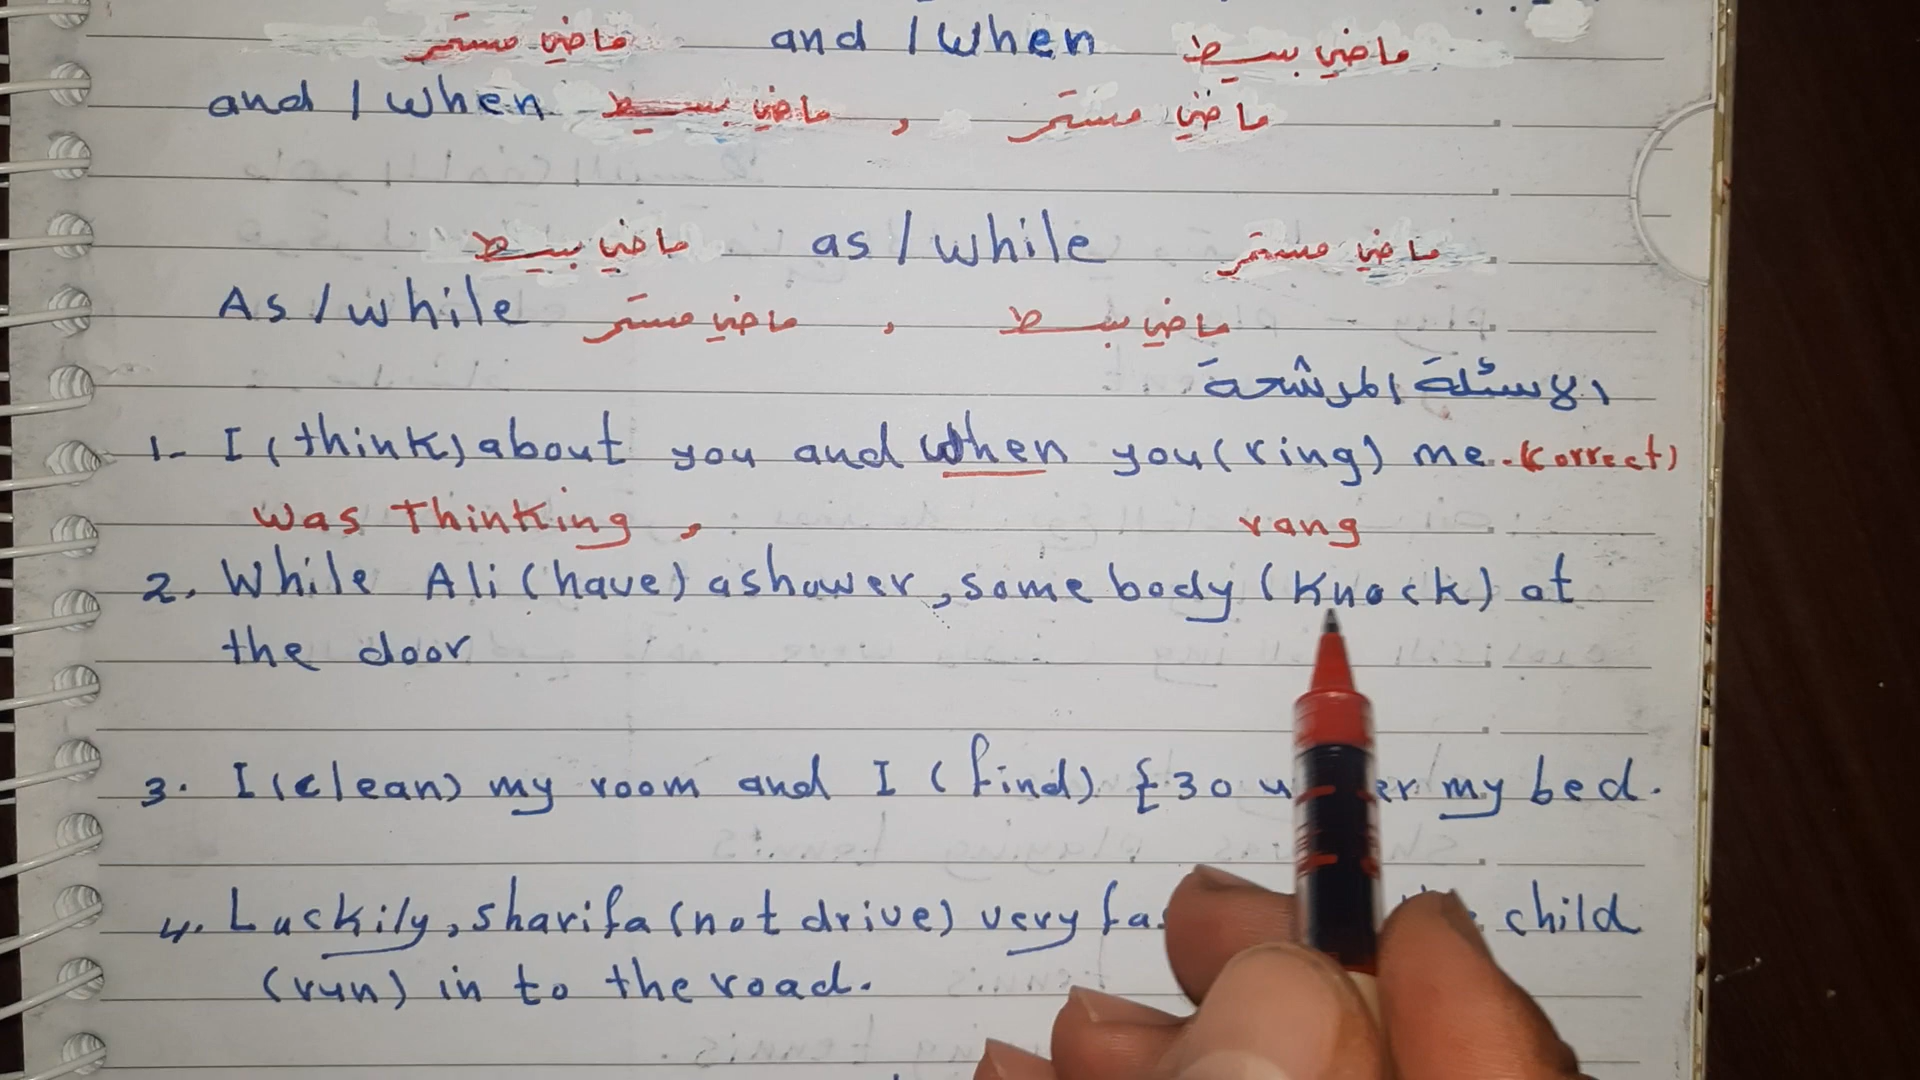 ماضي مستمر and / When ماضي بسيط
and / when ماضي بسيط , ماضي مستمر
ماضي بسيط as / while ماضي مستمر
As / while ماضي مستمر , ماضي بسيط
الاسئلة المرشحة
1- I (think) about you and when you (ring) me. (correct)
was Thinking , rang
2. While Ali (have) a shower, some body (knock) at
the door
3. I (clean) my room and I (find) £30 my bed.
4. Luckily, sharifa (not drive) very child
(run) in to the road.